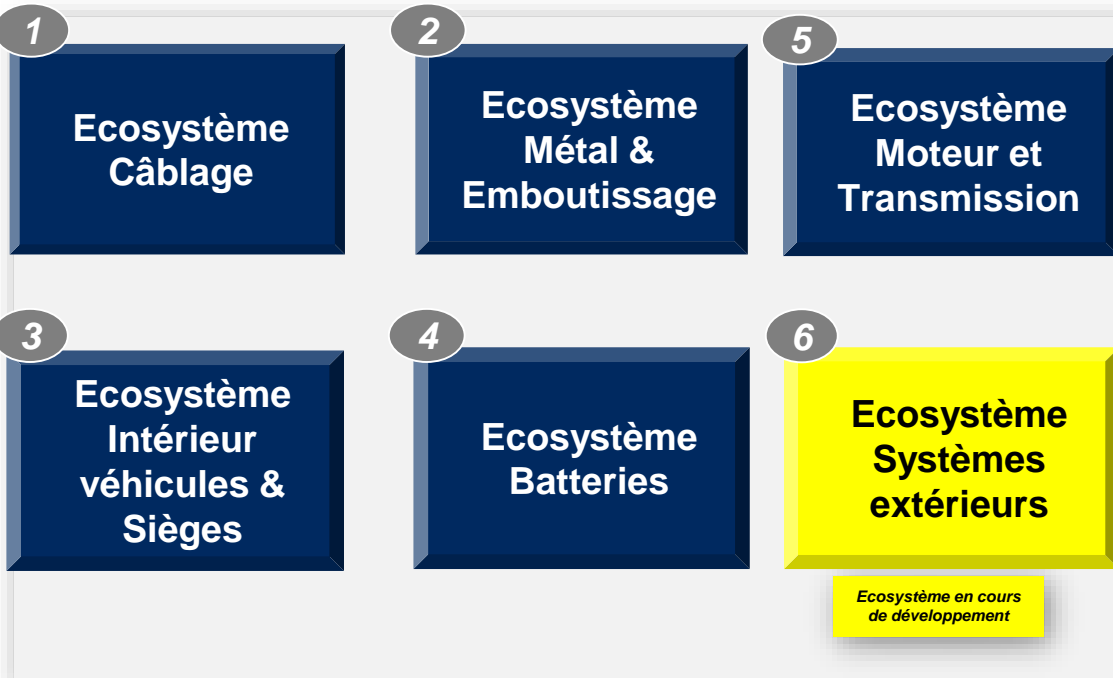 1
Ecosystème
Câblage
2
Ecosystème
Métal &
Emboutissage
5
Ecosystème
Moteur et
Transmission
3
Ecosystème
Intérieur
véhicules &
Sièges
4
Ecosystème
Batteries
6
Ecosystème
Systèmes
extérieurs
Ecosystème en cours
de développement